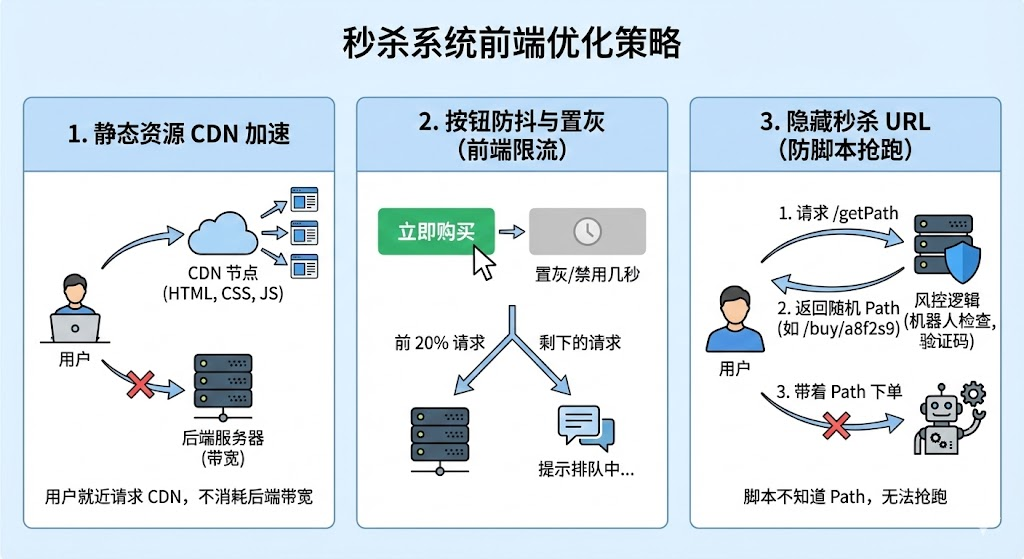 秒杀系统前端优化策略
1. 静态资源 CDN 加速
CDN 节点
(HTML, CSS, JS)
用户
后端服务器
(带宽)
用户就近请求 CDN，不消耗后端带宽
2. 按钮防抖与置灰
（前端限流）
立即购买
置灰/禁用几秒
前 20% 请求
剩下的请求
提示排队中...
3. 隐藏秒杀 URL
（防脚本抢跑）
1. 请求 /getPath
2. 返回随机 Path
(如 /buy/a8f2s9)
风控逻辑
(机器人检查,
验证码)
用户
3. 带着 Path 下单
脚本不知道 Path，无法抢跑